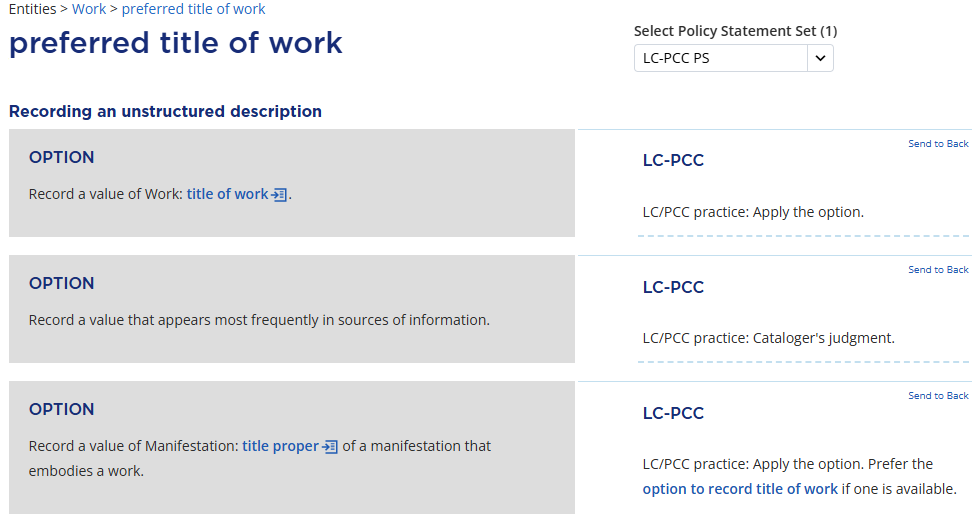 Entities > Work > preferred title of work
preferred title of work
Select Policy Statement Set (1)
LC-PCC PS
Recording an unstructured description
OPTION
Record a value of Work: title of work.
Send to Back
LC-PCC
LC/PCC practice: Apply the option.
OPTION
Record a value that appears most frequently in sources of information.
Send to Back
LC-PCC
LC/PCC practice: Cataloger's judgment.
OPTION
Record a value of Manifestation: title proper of a manifestation that
embodies a work.
Send to Back
LC-PCC
LC/PCC practice: Apply the option. Prefer the
option to record title of work if one is available.